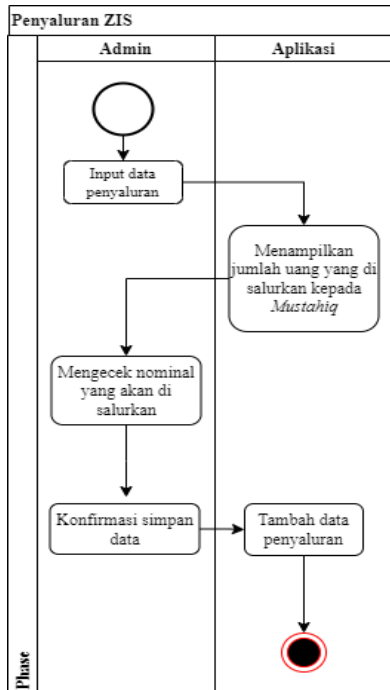 Penyaluran ZIS
Admin
Aplikasi
Input data
penyaluran
Menampilkan
jumlah uang yang di
salurkan kepada
Mustahiq
Mengecek nominal
yang akan di
salurkan
Konfirmasi simpan
data
Tambah data
penyaluran
Phase